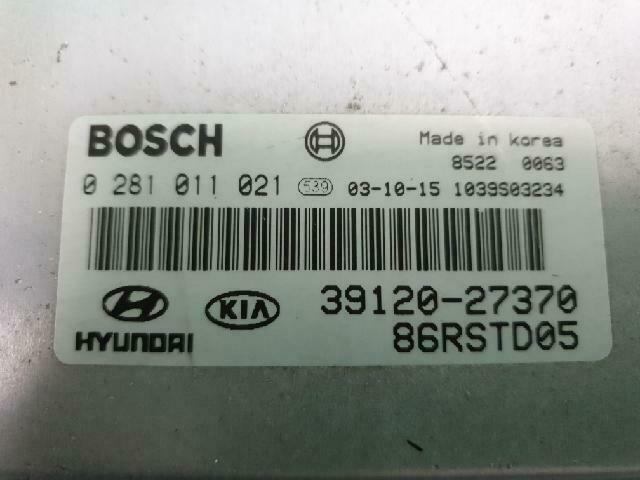 BOSCH Made in korea
8522 0063
0 281 011 021 539 03-10-15 1039S03234
HYUNDAI KIA 39120-27370
86RSTD05